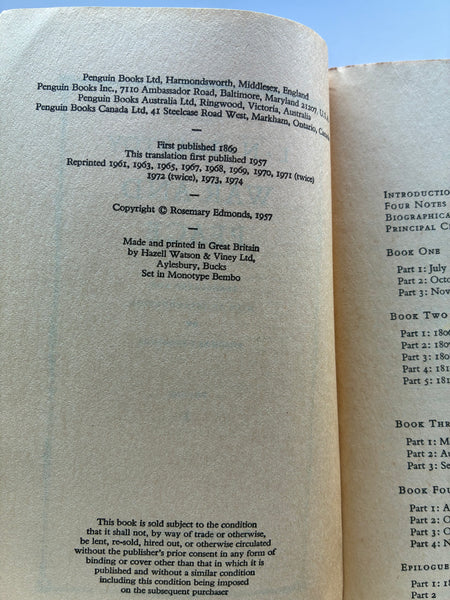 Penguin Books Ltd, Harmondsworth, Middlesex, England
Penguin Books Inc., 7110 Ambassador Road, Baltimore, Maryland 21207, U.S.A.
Penguin Books Australia Ltd, Ringwood, Victoria, Australia
Penguin Books Canada Ltd, 41 Steelcase Road West, Markham, Ontario,
—
First published 1869
This translation first published 1957
Reprinted 1961, 1963, 1965, 1967, 1968, 1969, 1970, 1971 (twice)
1972 (twice), 1973, 1974
—
Copyright © Rosemary Edmonds, 1957
—
Made and printed in Great Britain
by Hazell Watson & Viney Ltd,
Aylesbury, Bucks
Set in Monotype Bembo
This book is sold subject to the condition
that it shall not, by way of trade or otherwise,
be lent, re-sold, hired out, or otherwise circulated
without the publisher's prior consent in any form of
binding or cover other than that in which it is
published and without a similar condition
including this condition being imposed
on the subsequent purchaser
INTRODUCTIO
FOUR NOTES
BIOGRAPHICA
PRINCIPAL C
BOOK ONE
Part 1: July
Part 2: Octo
Part 3: Nov
BOOK TWO
Part 1: 180
Part 2: 180
Part 3: 180
Part 4: 181
Part 5: 181
BOOK THR
Part 1: M
Part 2: Au
Part 3: Se
BOOK FOU
Part 1: A
Part 2: O
Part 3: O
Part 4: N
EPILOGUE
Part 1: 18
Part 2